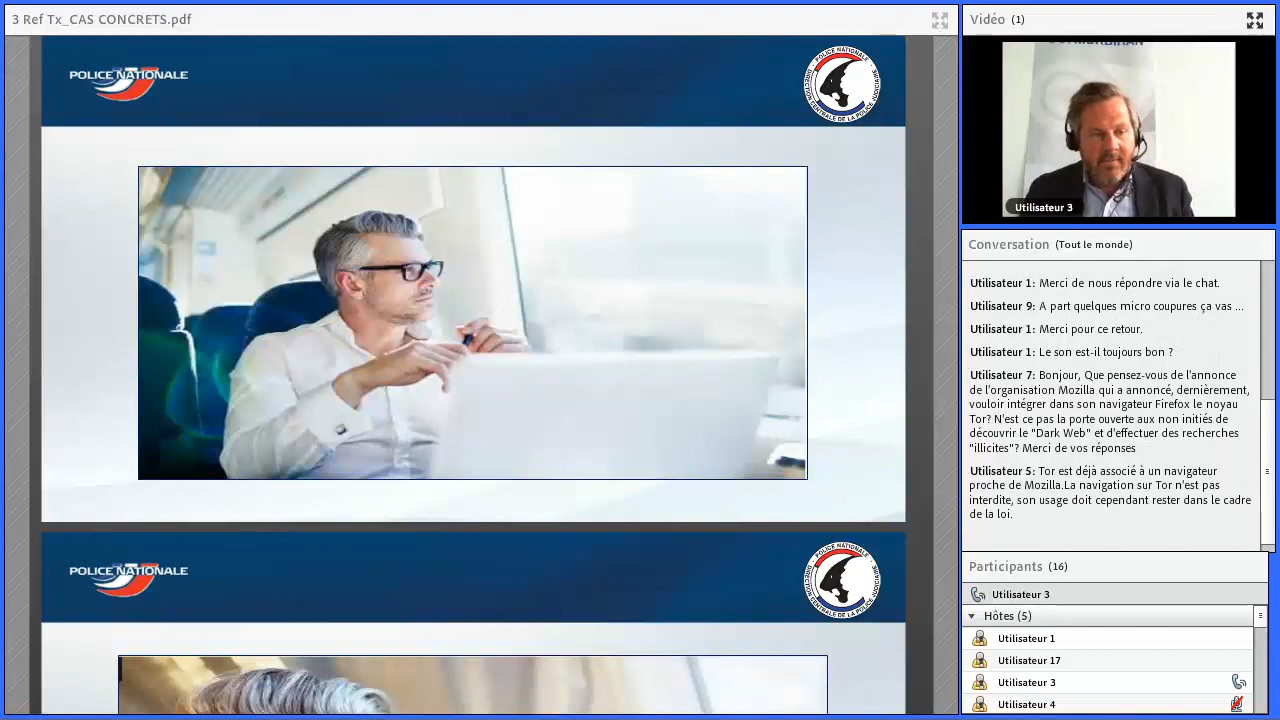 3 Ref Tx_CAS CONCRETS.pdf
POLICE NATIONALE
POLICE NATIONALE
DIRECTION CENTRALE DE LA POLICE JUDICIAIRE
POLICE NATIONALE
POLICE NATIONALE
DIRECTION CENTRALE DE LA POLICE JUDICIAIRE
Vidéo (1)
Utilisateur 3
Conversation (Tout le monde)
Utilisateur 1: Merci de nous répondre via le chat.
Utilisateur 9: A part quelques micro coupures ça vas ...
Utilisateur 1: Merci pour ce retour.
Utilisateur 1: Le son est-il toujours bon ?
Utilisateur 7: Bonjour, Que pensez-vous de l'annonce
de l'organisation Mozilla qui a annoncé, dernièrement,
vouloir intégrer dans son navigateur Firefox le noyau
Tor? N'est ce pas la porte ouverte aux non initiés de
découvrir le "Dark Web" et d'effectuer des recherches
"illicites"? Merci de vos réponses
Utilisateur 5: Tor est déjà associé à un navigateur
proche de Mozilla.La navigation sur Tor n'est pas
interdite, son usage doit cependant rester dans le cadre
de la loi.
Participants (16)
Utilisateur 3
Hôtes (5)
Utilisateur 1
Utilisateur 17
Utilisateur 3
Utilisateur 4